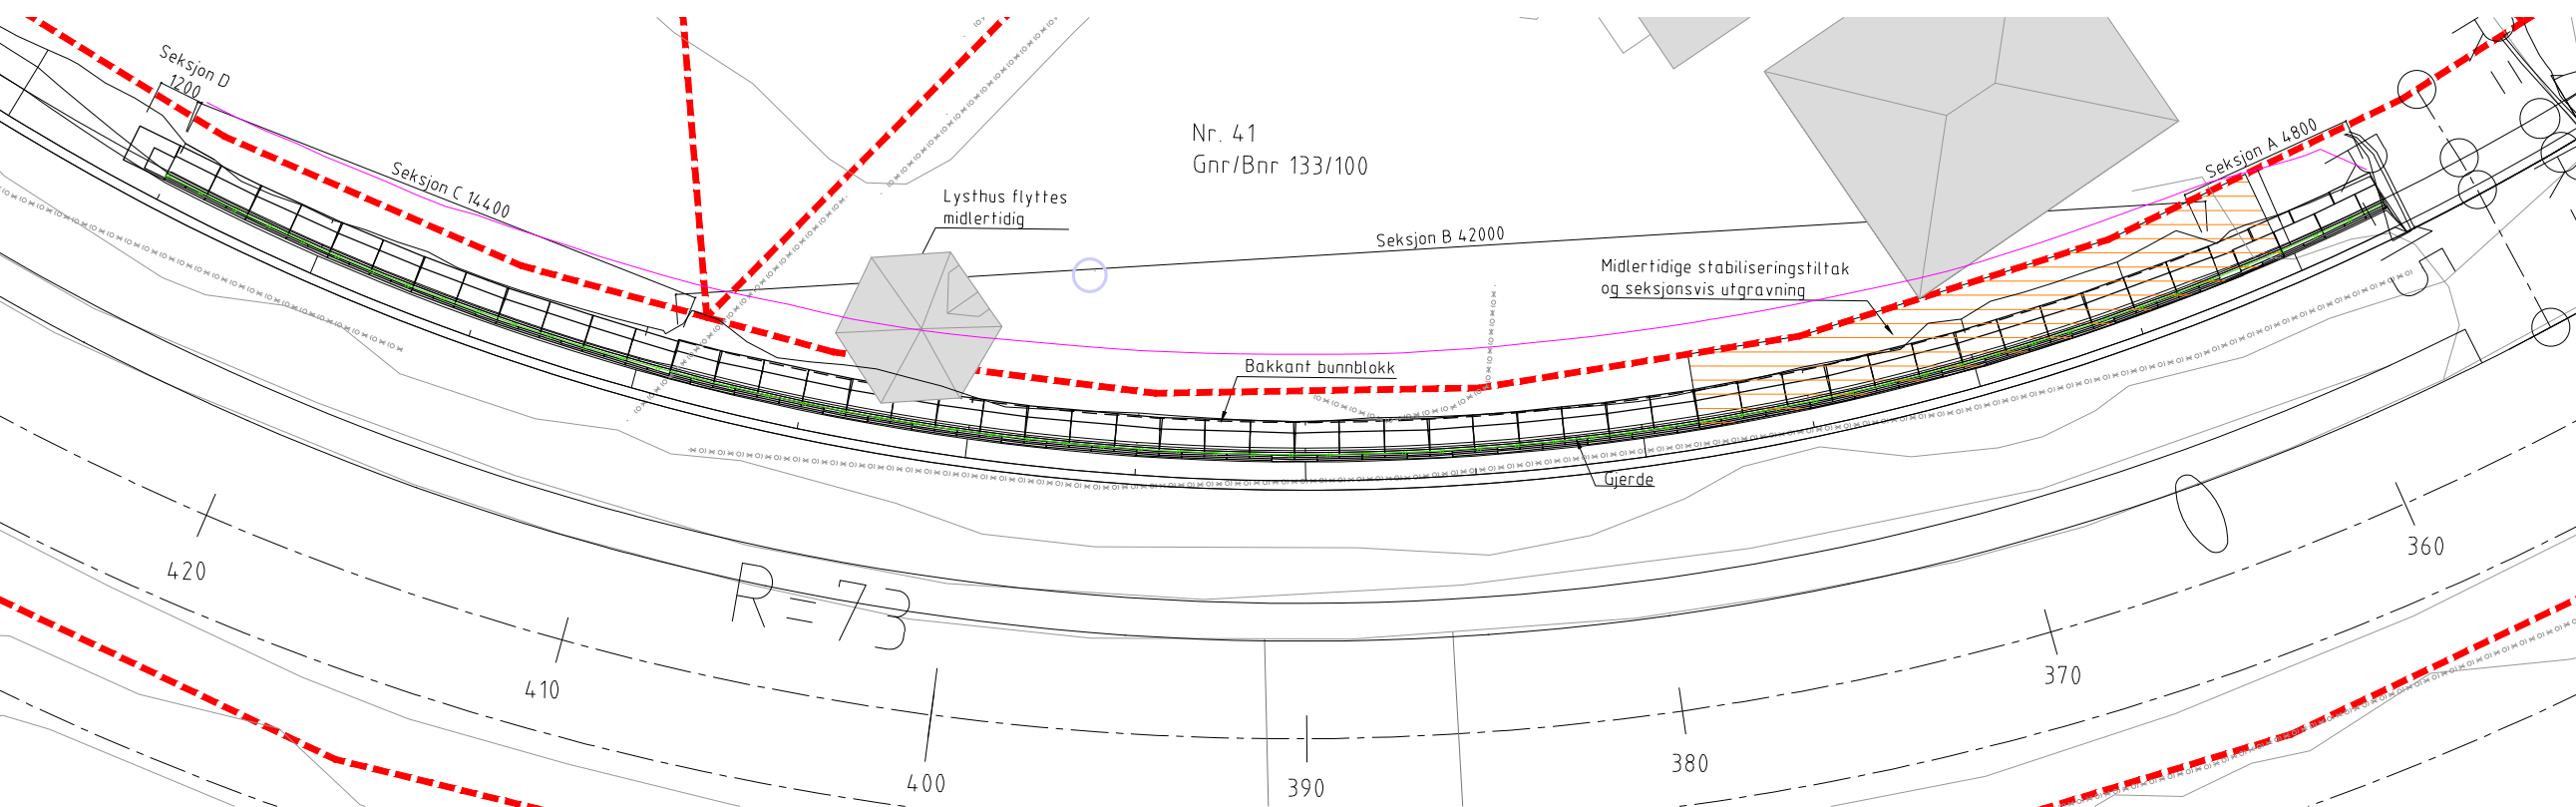 Seksjon D
1200
Seksjon C 14400
Nr. 41
Gnr/Bnr 133/100
Lysthus flyttes
midlertidig
Seksjon B 42000
Seksjon A 4800
Midlertidige stabiliseringstiltak
og seksjonsvis utgravning
Bakkant bunnblokk
Gjerde
R=73
420
410
400
390
380
370
360